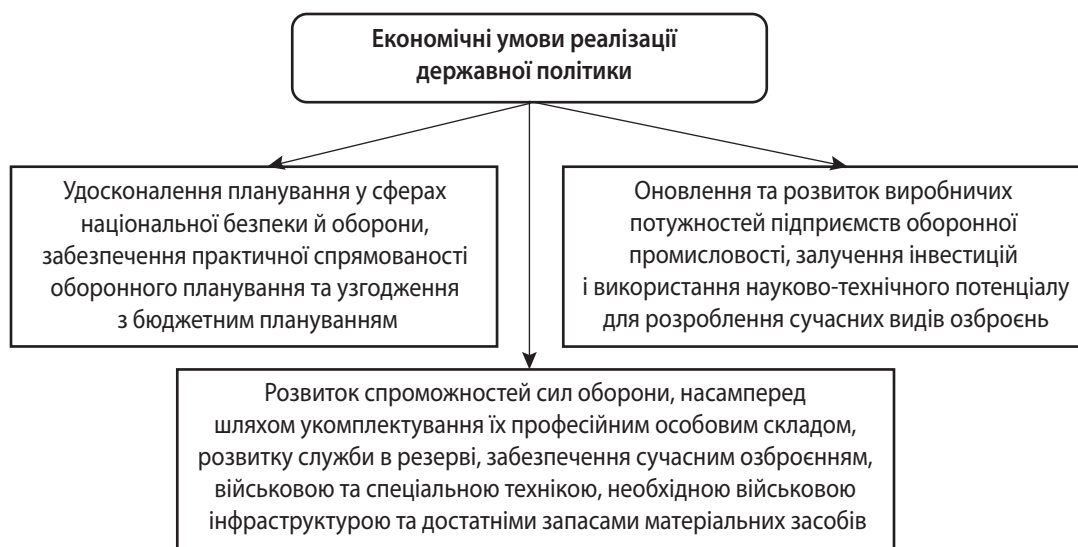 Економічні умови реалізації
державної політики
Удосконалення планування у сферах
національної безпеки й оборони,
забезпечення практичної спрямованості
оборонного планування та узгодження
з бюджетним плануванням
Оновлення та розвиток виробничих
потужностей підприємств оборонної
промисловості, залучення інвестицій
і використання науково-технічного потенціалу
для розроблення сучасних видів озброєнь
Розвиток спроможностей сил оборони, насамперед
шляхом укомплектування їх професійним особовим складом,
розвитку служби в резерві, забезпечення сучасним озброєнням,
військовою та спеціальною технікою, необхідною військовою
інфраструктурою та достатніми запасами матеріальних засобів